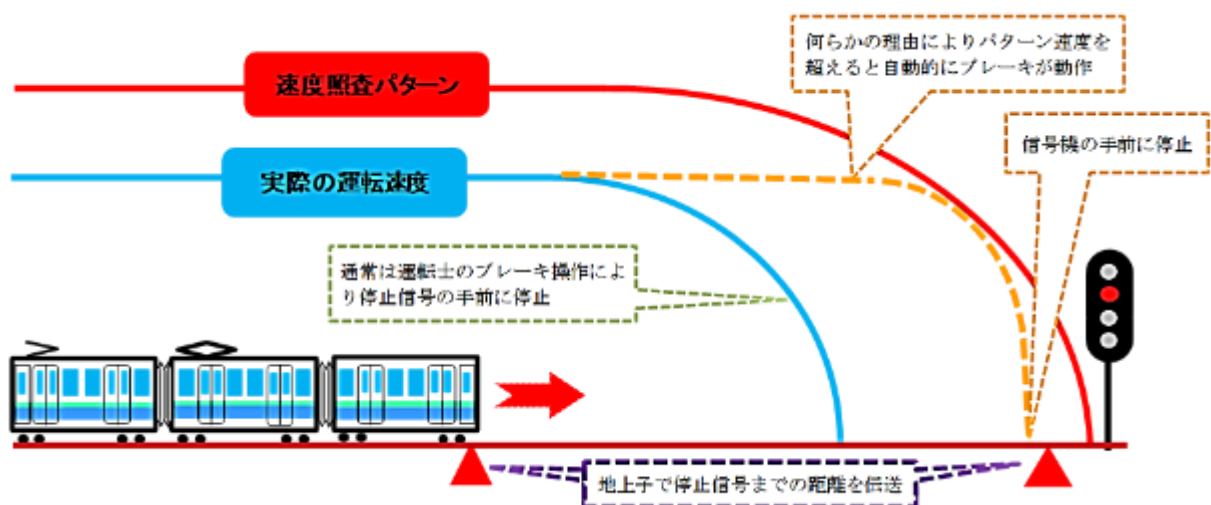 何らかの理由によりパターン速度を
超えると自動的にブレーキが動作
速度照査パターン
信号機の手前に停止
実際の運転速度
通常は運転士のブレーキ操作によ
り停止信号の手前に停止
地上子で停止信号までの距離を伝送